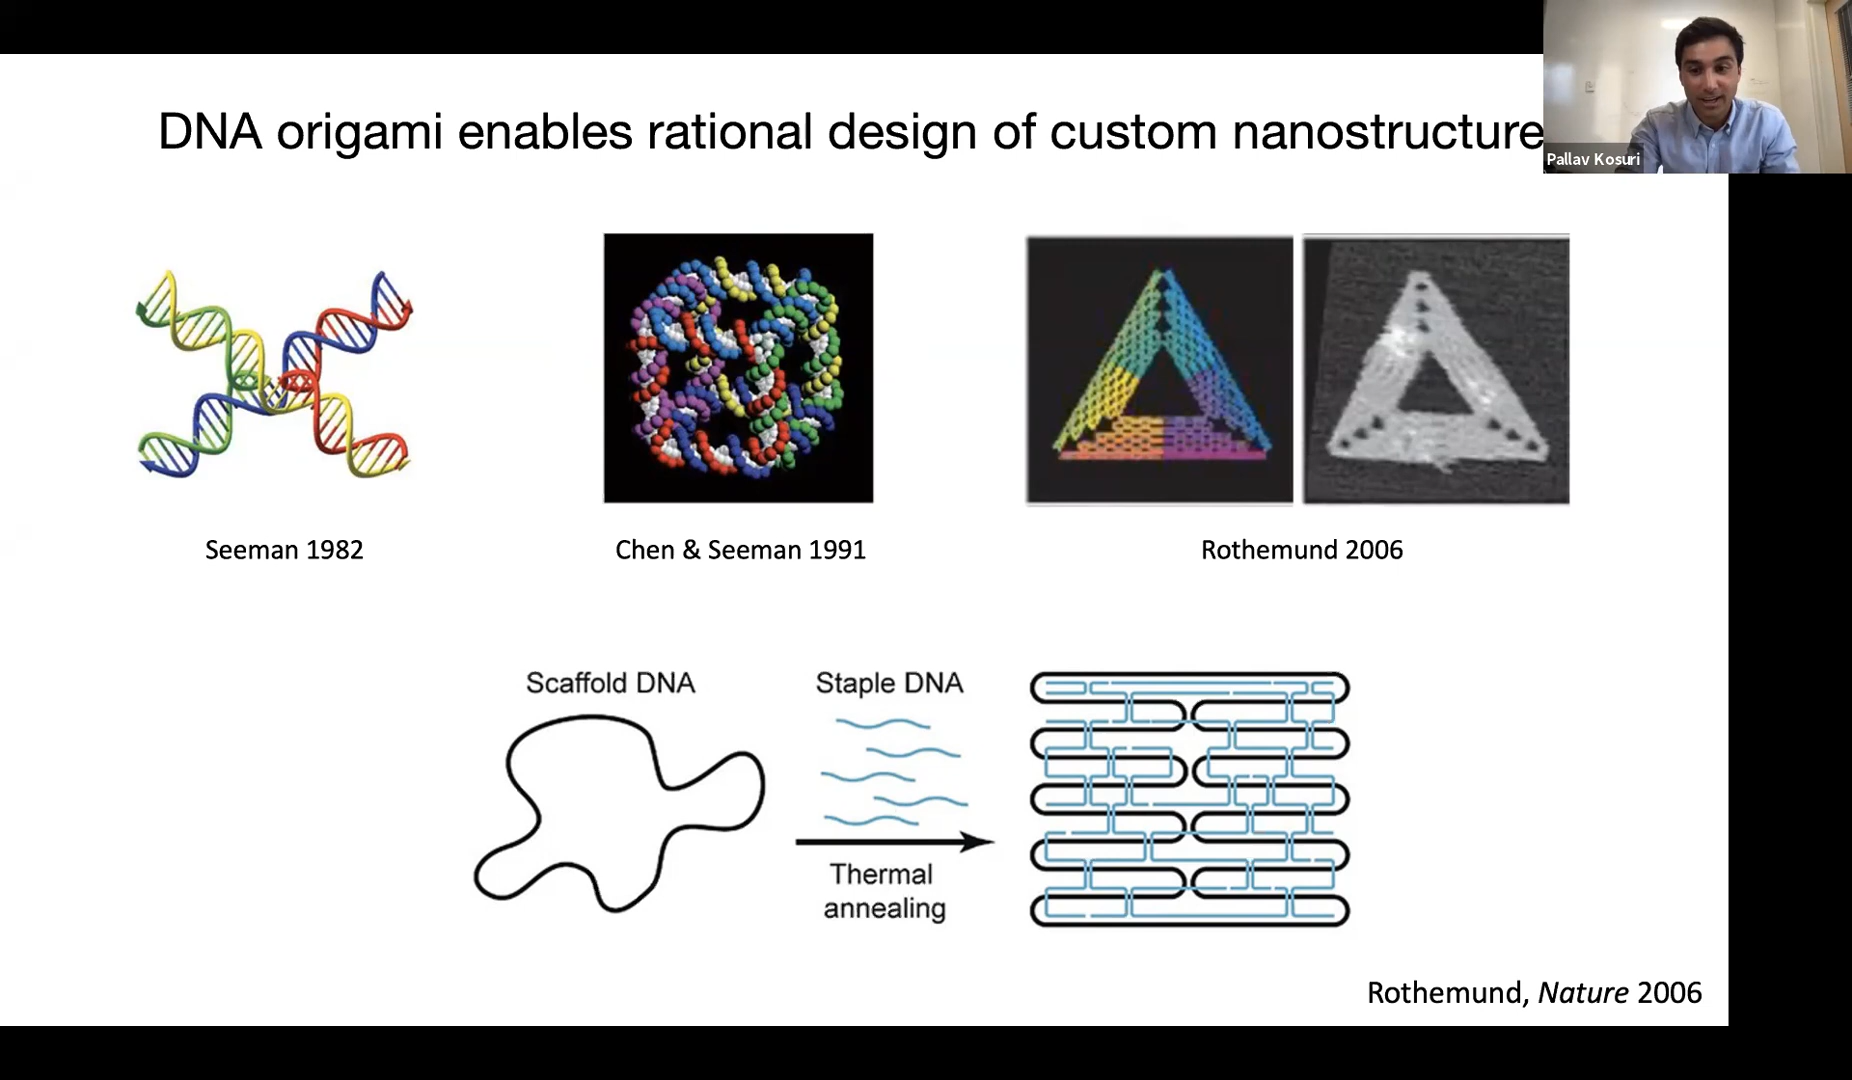 DNA origami enables rational design of custom nanostructure
Pallav Kosuri
Seeman 1982
Chen & Seeman 1991
Rothemund 2006
Scaffold DNA
Staple DNA
Thermal
annealing
Rothemund, Nature 2006